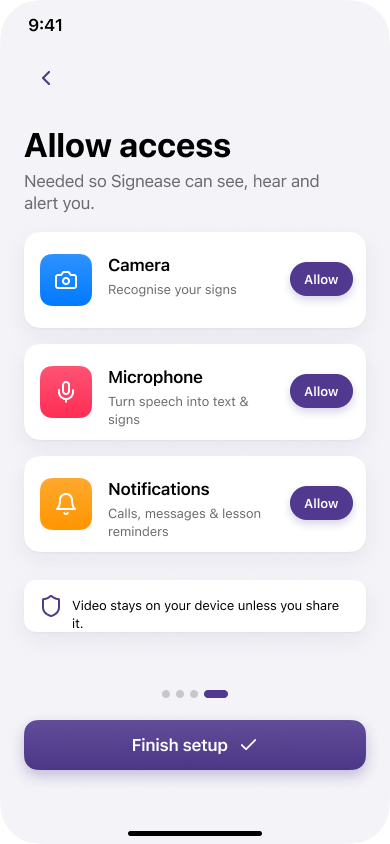 9:41
Allow access
Needed so Signease can see, hear and
alert you.
Camera
Recognise your signs
Allow
Microphone
Turn speech into text &
signs
Allow
Notifications
Calls, messages & lesson
reminders
Allow
Video stays on your device unless you share
it.
Finish setup